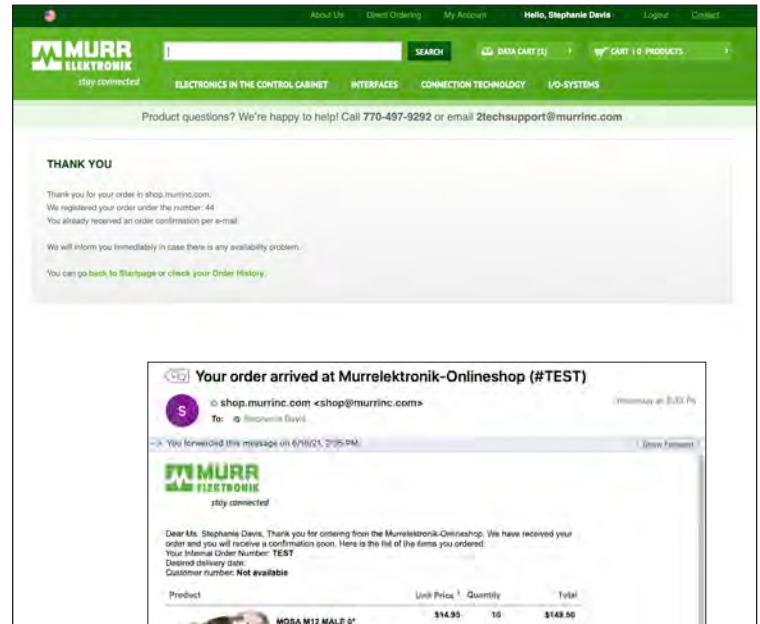 About Us Direct Ordering My Account Hello, Stephanie Davis Logout Contact
MURR
ELEKTRONIK
stay connected
SEARCH DATA CART (1) CART | 0 PRODUCTS
ELECTRONICS IN THE CONTROL CABINET INTERFACES CONNECTION TECHNOLOGY I/O-SYSTEMS
Product questions? We're happy to help! Call 770-497-9292 or email 2techsupport@murrinc.com
THANK YOU
Thank you for your order in shop.murrinc.com.
We registered your order under the number: 44
You already received an order confirmation per e-mail.
We will inform you immediately in case there is any availability problem.
You can go back to Startpage or check your Order History.
Your order arrived at Murrelektronik-Onlineshop (#TEST)
S
shop.murrinc.com <shop@murrinc.com>
Yesterday at
To: Stephanie Davis
You forwarded this message on 6/16/21, 2:05 PM.
Show Forward
MURR
ELEKTRONIK
stay connected
Dear Ms. Stephanie Davis, Thank you for ordering from the Murrelektronik-Onlineshop. We have received your
order and you will receive a confirmation soon. Here is the list of the items you ordered:
Your Internal Order Number: TEST
Desired delivery date:
Customer number: Not available
Product Unit Price 1 Quantity Total
MOSA M12 MALE 0° $14.95 10 $149.50